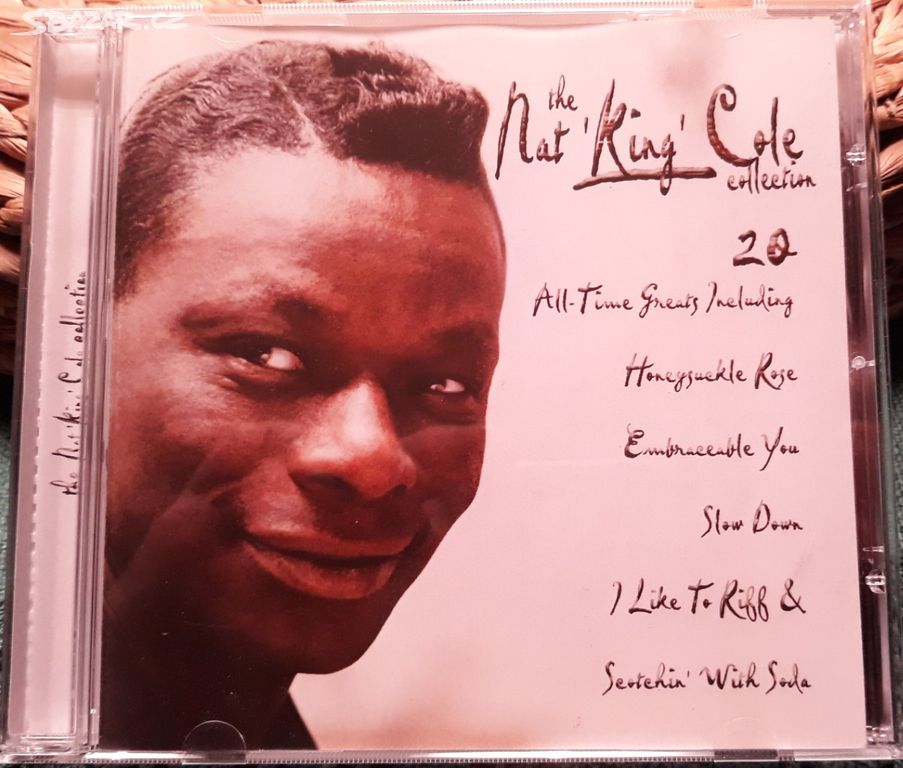 SBAZAR.CZ
the
Nat 'King' Cole
collection
20
All-Time Greats Including
Honeysuckle Rose
Embraceable You
Slow Down
I Like To Riff &
Scotchin' With Soda
the Nat 'King' Cole collection